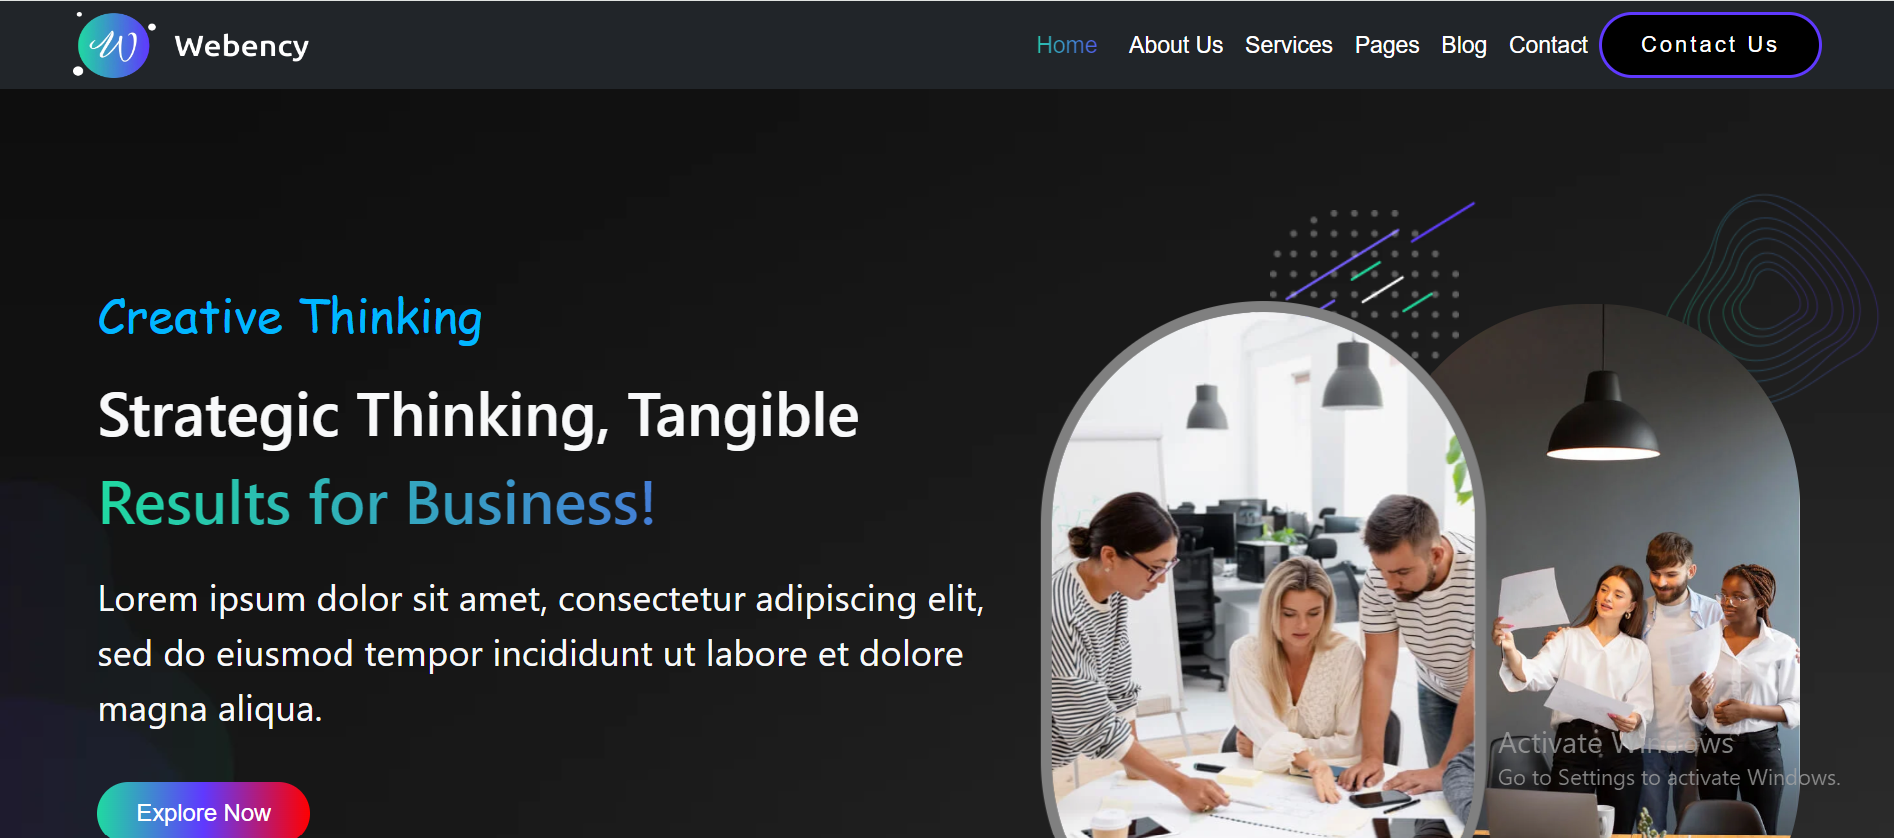 W Webency
Home About Us Services Pages Blog Contact Contact Us
Creative Thinking
Strategic Thinking, Tangible
Results for Business!
Lorem ipsum dolor sit amet, consectetur adipiscing elit,
sed do eiusmod tempor incididunt ut labore et dolore
magna aliqua.
Explore Now
Activate Windows
Go to Settings to activate Windows.